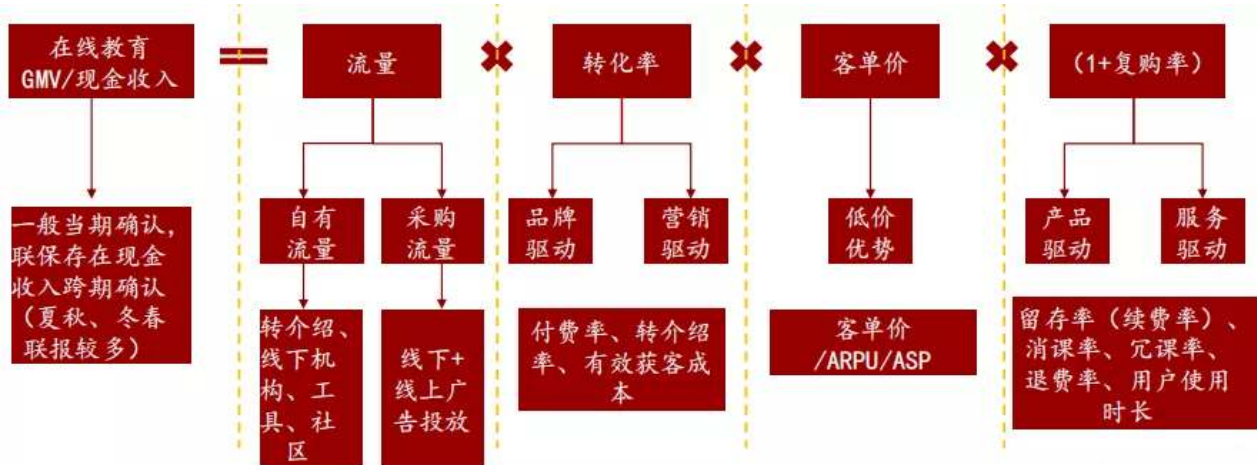 在线教育
GMV/现金收入
流量
转化率
客单价
(1+复购率)
自有
流量
采购
流量
品牌
驱动
营销
驱动
低价
优势
产品
驱动
服务
驱动
一般当期确认,
联保存在现金
收入跨期确认
(夏秋、冬春
联报较多)
转介绍、
线下机
构、工
具、社
区
线下+
线上广
告投放
付费率、转介绍
率、有效获客成
本
客单价
/ARPU/ASP
留存率(续费率)、
消课率、冗课率、
退费率、用户使用
时长